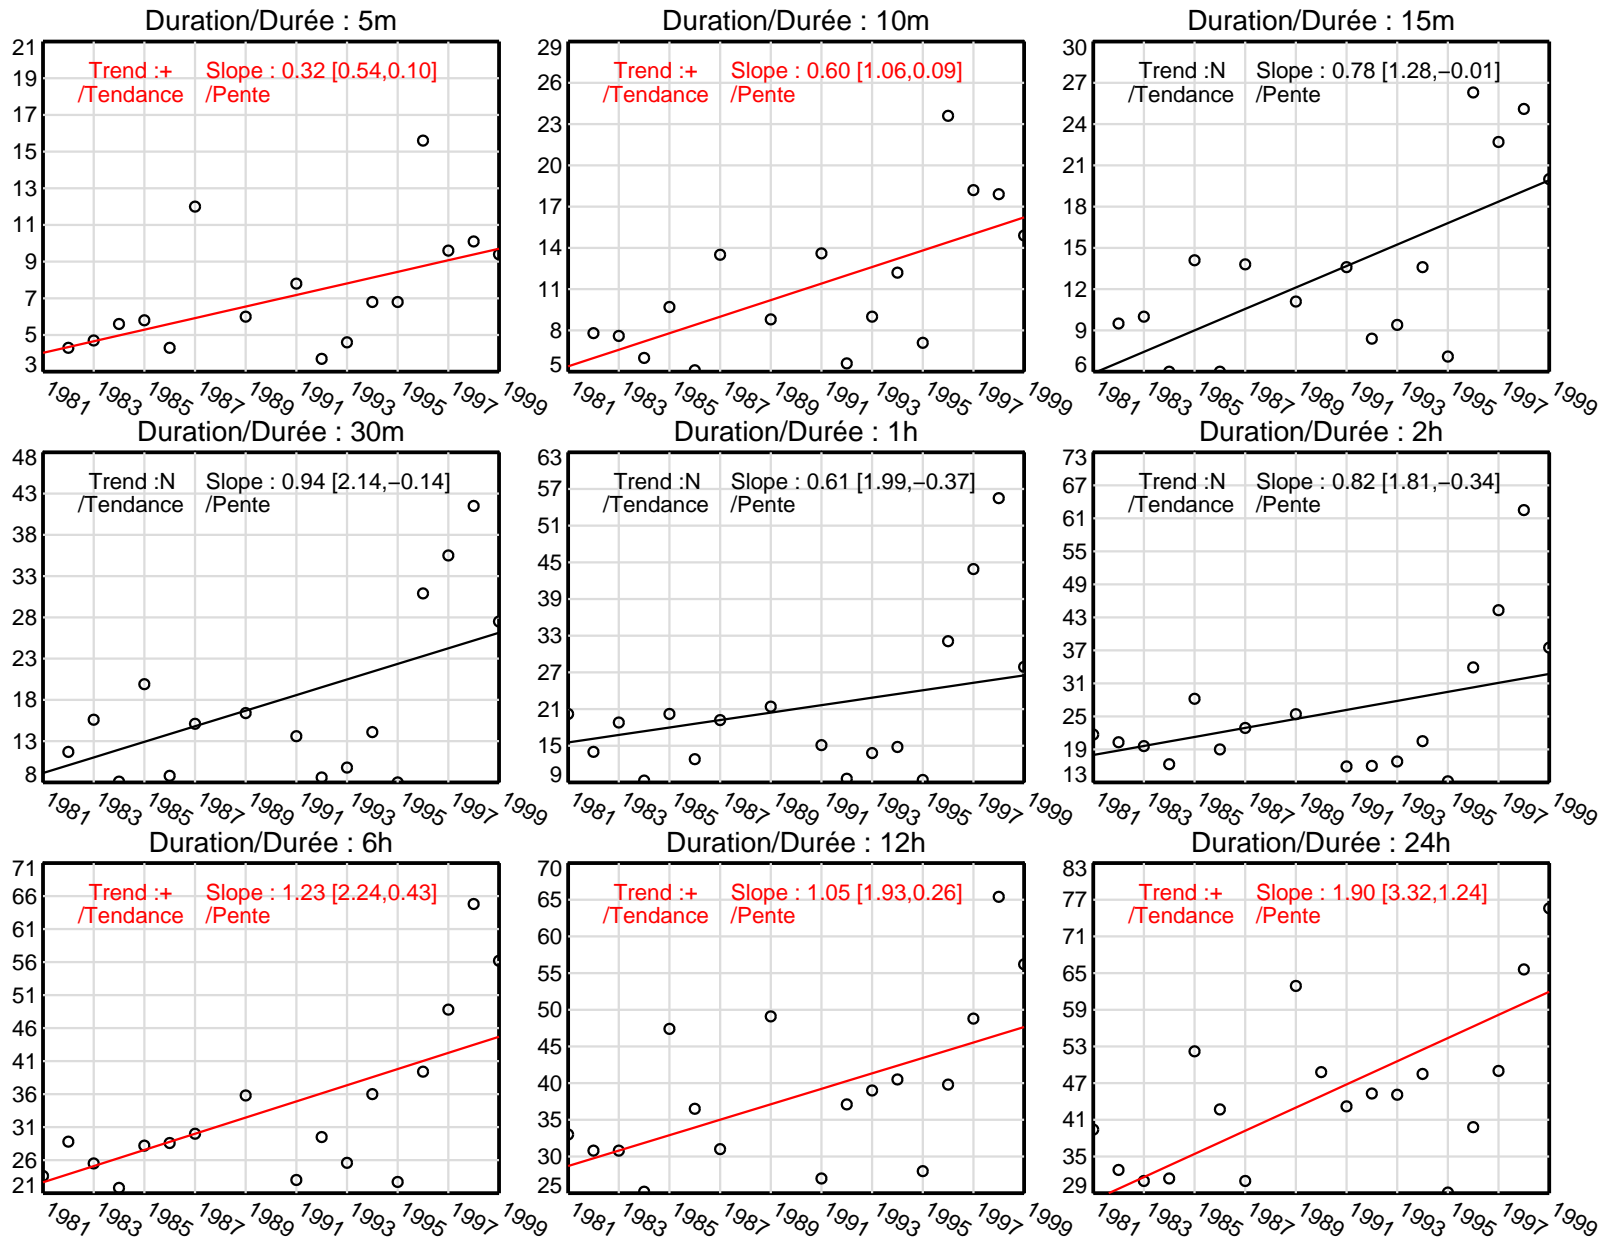 Duration/Durée : 5m
Trend :+ Slope : 0.32 [0.54,0.10]
/Tendance /Pente
21
19
17
15
13
11
9
7
5
3
1981 1983 1985 1987 1989 1991 1993 1995 1997 1999
Duration/Durée : 10m
Trend :+ Slope : 0.60 [1.06,0.09]
/Tendance /Pente
29
26
23
20
17
14
11
8
5
1981 1983 1985 1987 1989 1991 1993 1995 1997 1999
Duration/Durée : 15m
Trend :N Slope : 0.78 [1.28,−0.01]
/Tendance /Pente
30
27
24
21
18
15
12
9
6
1981 1983 1985 1987 1989 1991 1993 1995 1997 1999
Duration/Durée : 30m
Trend :N Slope : 0.94 [2.14,−0.14]
/Tendance /Pente
48
43
38
33
28
23
18
13
8
1981 1983 1985 1987 1989 1991 1993 1995 1997 1999
Duration/Durée : 1h
Trend :N Slope : 0.61 [1.99,−0.37]
/Tendance /Pente
63
57
51
45
39
33
27
21
15
9
1981 1983 1985 1987 1989 1991 1993 1995 1997 1999
Duration/Durée : 2h
Trend :N Slope : 0.82 [1.81,−0.34]
/Tendance /Pente
73
67
61
55
49
43
37
31
25
19
13
1981 1983 1985 1987 1989 1991 1993 1995 1997 1999
Duration/Durée : 6h
Trend :+ Slope : 1.23 [2.24,0.43]
/Tendance /Pente
71
66
61
56
51
46
41
36
31
26
21
1981 1983 1985 1987 1989 1991 1993 1995 1997 1999
Duration/Durée : 12h
Trend :+ Slope : 1.05 [1.93,0.26]
/Tendance /Pente
70
65
60
55
50
45
40
35
30
25
1981 1983 1985 1987 1989 1991 1993 1995 1997 1999
Duration/Durée : 24h
Trend :+ Slope : 1.90 [3.32,1.24]
/Tendance /Pente
83
77
71
65
59
53
47
41
35
29
1981 1983 1985 1987 1989 1991 1993 1995 1997 1999